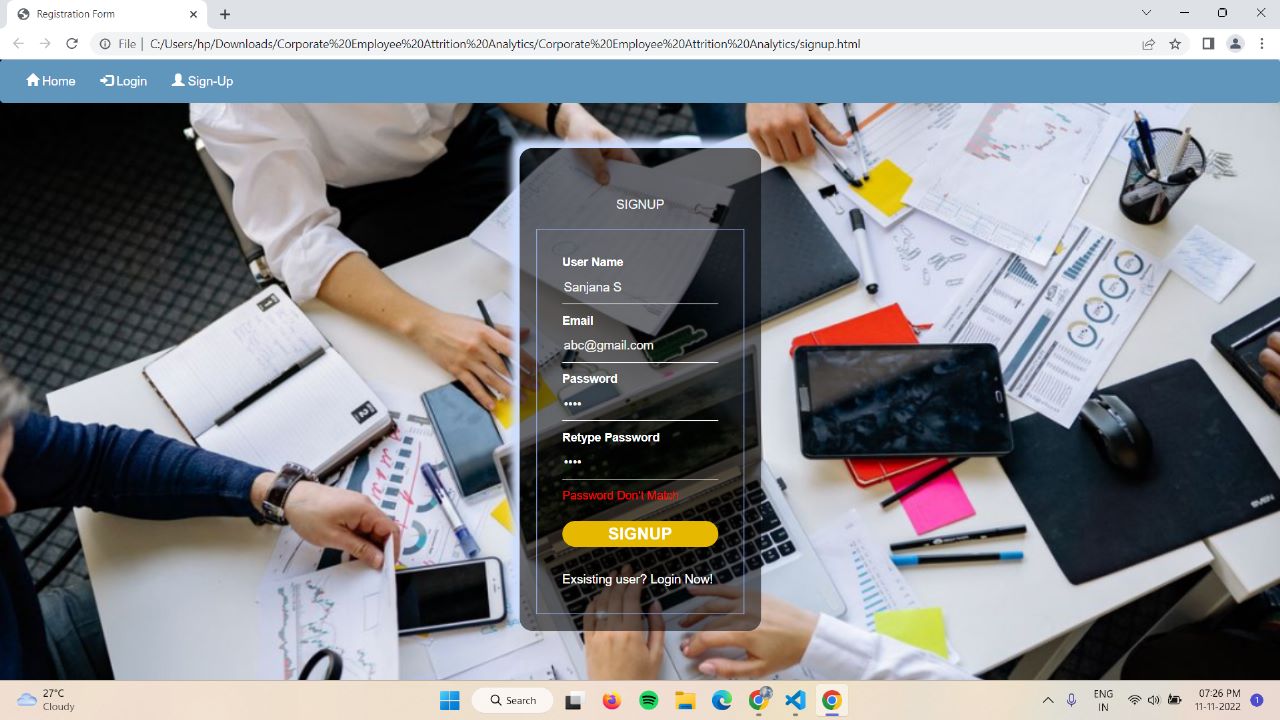 Registration Form
File | C:/Users/hp/Downloads/Corporate%20Employee%20Attrition%20Analytics/Corporate%20Employee%20Attrition%20Analytics/signup.html
Home Login Sign-Up
SIGNUP
User Name
Sanjana S
Email
abc@gmail.com
Password
••••
Retype Password
••••
Password Don't Match
SIGNUP
Exsisting user? Login Now!
SVEN
27°C
Cloudy
Search
ENG
IN
07:26 PM
11-11-2022
1